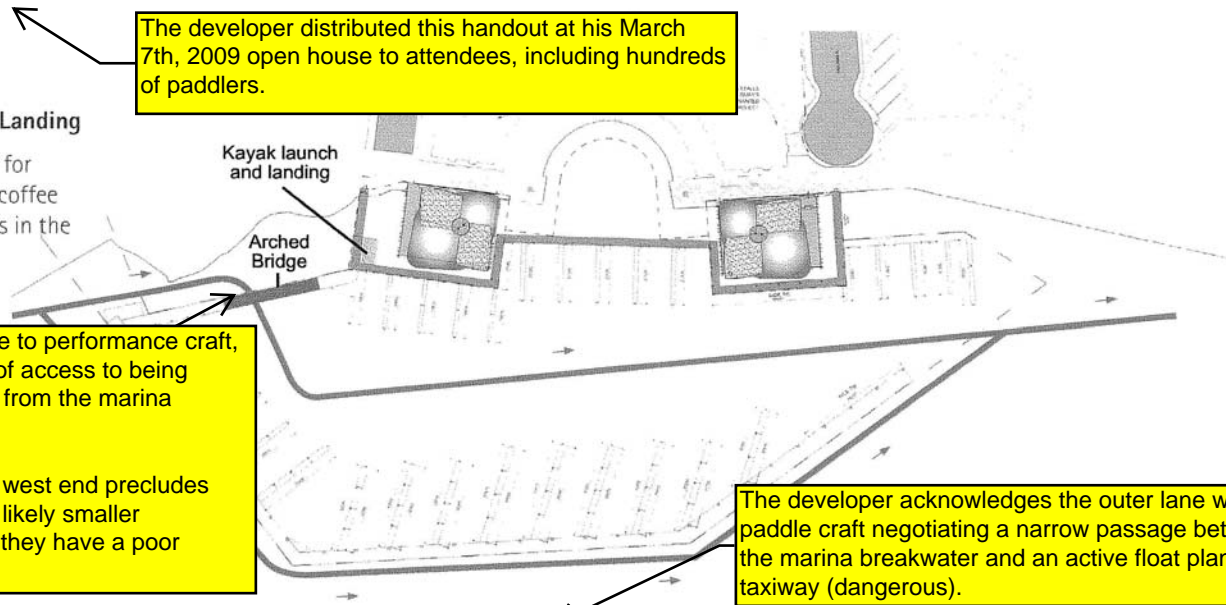 The developer distributed this handout at his March
7th, 2009 open house to attendees, including hundreds
of paddlers.
Landing
for
coffee
s in the
Kayak launch
and landing
Arched
Bridge
e to performance craft,
of access to being
from the marina
west end precludes
likely smaller
they have a poor
The developer acknowledges the outer lane w
paddle craft negotiating a narrow passage bet
the marina breakwater and an active float plan
taxiway (dangerous).